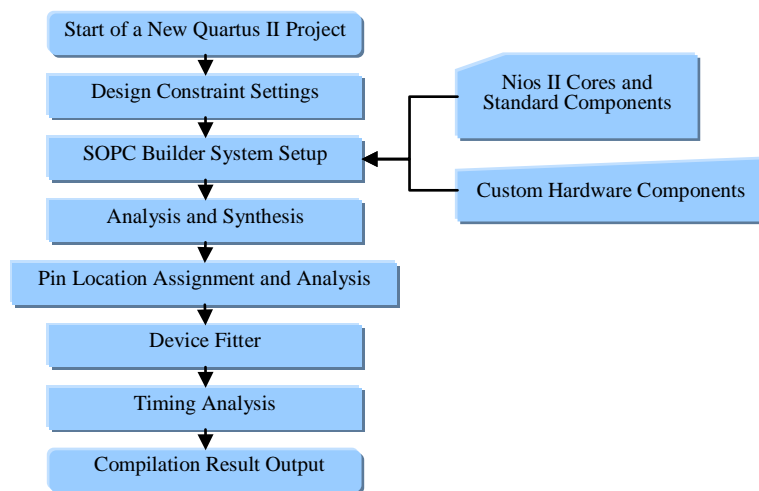 Start of a New Quartus II Project
Design Constraint Settings
SOPC Builder System Setup
Analysis and Synthesis
Pin Location Assignment and Analysis
Device Fitter
Timing Analysis
Compilation Result Output
Nios II Cores and
Standard Components
Custom Hardware Components